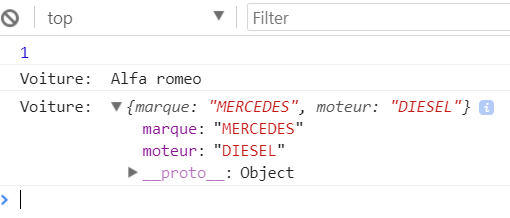 top Filter
1
Voiture: Alfa romeo
Voiture: {marque: "MERCEDES", moteur: "DIESEL"} i
marque: "MERCEDES"
moteur: "DIESEL"
__proto__: Object